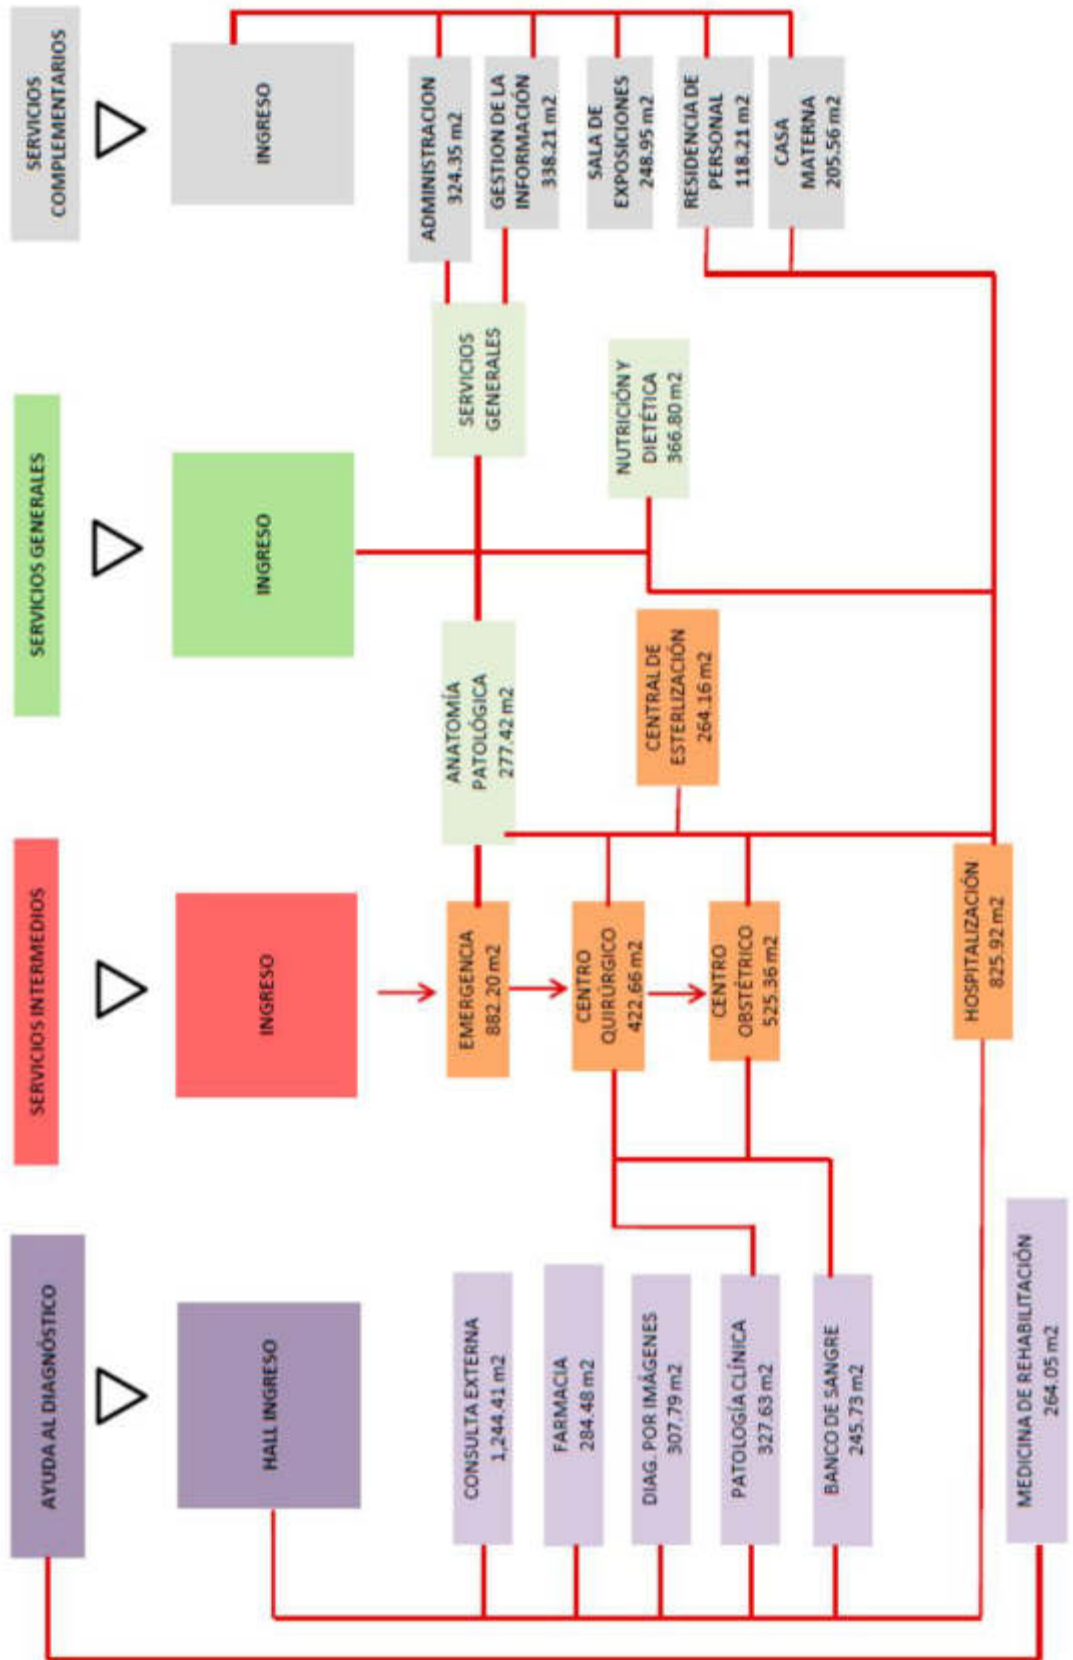 AYUDA AL DIAGNÓSTICO
SERVICIOS INTERMEDIOS
SERVICIOS GENERALES
SERVICIOS
COMPLEMENTARIOS
HALL INGRESO
INGRESO
INGRESO
INGRESO
CONSULTA EXTERNA
1,244.41 m2
FARMACIA
284.48 m2
DIAG. POR IMÁGENES
307.79 m2
PATOLOGÍA CLÍNICA
327.63 m2
BANCO DE SANGRE
245.73 m2
MEDICINA DE REHABILITACIÓN
264.05 m2
EMERGENCIA
882.20 m2
CENTRO
QUIRÚRGICO
422.66 m2
CENTRO
OBSTÉTRICO
525.36 m2
HOSPITALIZACIÓN
825.92 m2
ANATOMÍA
PATOLÓGICA
277.42 m2
CENTRAL DE
ESTERLIZACIÓN
264.16 m2
SERVICIOS
GENERALES
NUTRICIÓN Y
DIETÉTICA
366.80 m2
ADMINISTRACION
324.35 m2
GESTION DE LA
INFORMACIÓN
338.21 m2
SALA DE
EXPOSICIONES
248.95 m2
RESIDENCIA DE
PERSONAL
118.21 m2
CASA
MATERNA
205.56 m2